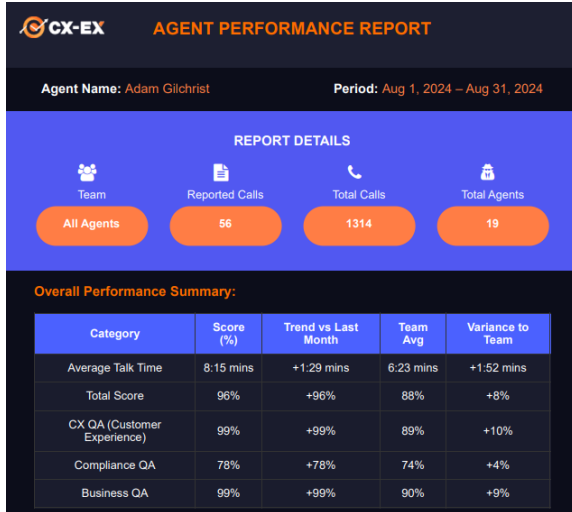 CX-EX
AGENT PERFORMANCE REPORT
Agent Name: Adam Gilchrist
Period: Aug 1, 2024 – Aug 31, 2024
REPORT DETAILS
Team Reported Calls Total Calls Total Agents
All Agents 56 1314 19
Overall Performance Summary:
Category Score (%) Trend vs Last Month Team Avg Variance to Team
Average Talk Time 8:15 mins +1:29 mins 6:23 mins +1:52 mins
Total Score 96% +96% 88% +8%
CX QA (Customer Experience) 99% +99% 89% +10%
Compliance QA 78% +78% 74% +4%
Business QA 99% +99% 90% +9%